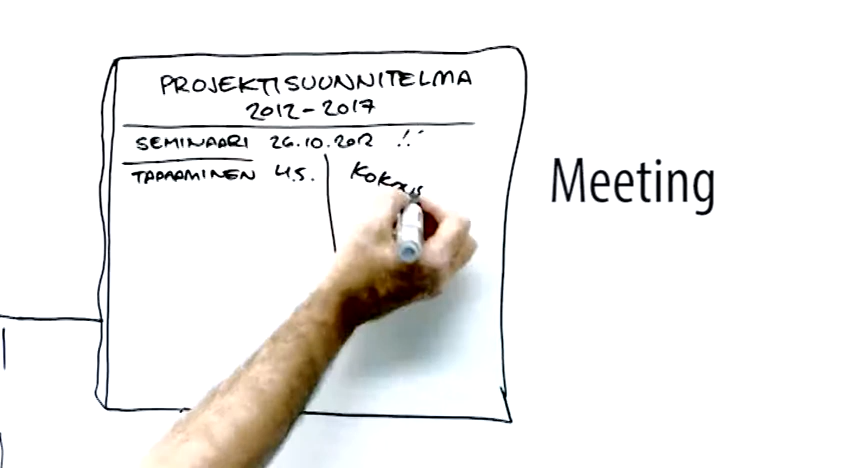 PROJEKTISUUNNITELMA
2012-2017
SEMINAARI 26.10.2012 !!
TAPAAMINEN 4.5.
Meeting